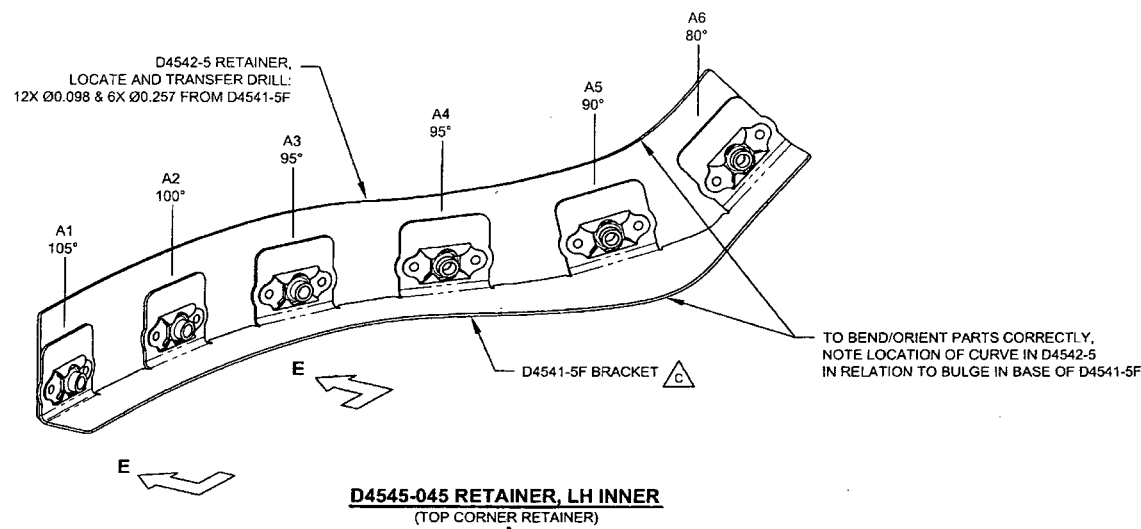 A6
80°
D4542-5 RETAINER,
LOCATE AND TRANSFER DRILL:
12X Ø0.098 & 6X Ø0.257 FROM D4541-5F
A5
90°
A4
95°
A3
95°
A2
100°
A1
105°
TO BEND/ORIENT PARTS CORRECTLY,
NOTE LOCATION OF CURVE IN D4542-5
IN RELATION TO BULGE IN BASE OF D4541-5F
E
D4541-5F BRACKET C
E
D4545-045 RETAINER, LH INNER
(TOP CORNER RETAINER)